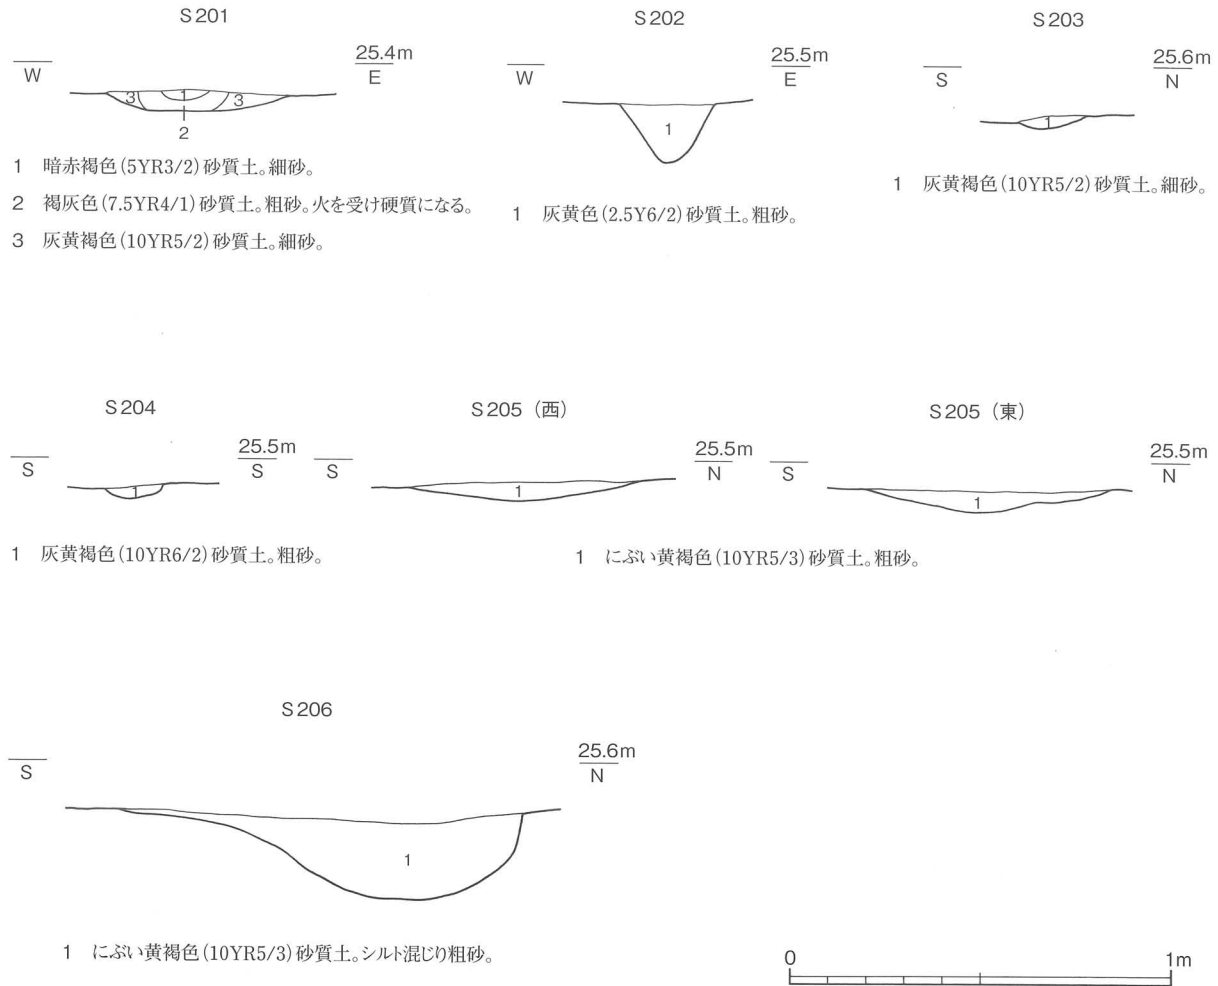 S201
25.4m
W
E
3
1
3
2
1 暗赤褐色(5YR3/2)砂質土。細砂。
2 褐灰色(7.5YR4/1)砂質土。粗砂。火を受け硬質になる。
3 灰黄褐色(10YR5/2)砂質土。細砂。
S202
25.5m
W
E
1
1 灰黄色(2.5Y6/2)砂質土。粗砂。
S203
25.6m
S
N
1
1 灰黄褐色(10YR5/2)砂質土。細砂。
S204
25.5m
S
S
1
1 灰黄褐色(10YR6/2)砂質土。粗砂。
S205(西)
25.5m
S
N
1
S205(東)
25.5m
S
N
1
1 にぶい黄褐色(10YR5/3)砂質土。粗砂。
S206
25.6m
S
N
1
1 にぶい黄褐色(10YR5/3)砂質土。シルト混じり粗砂。
0 1m